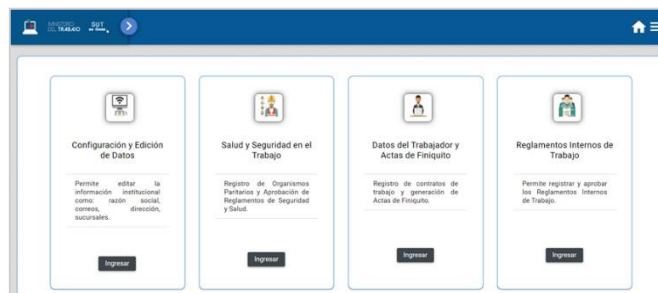 MINISTERIO
DEL TRABAJO
SUT
Configuración y Edición
de Datos
Permite editar la
información institucional
como: razón social,
correos, dirección,
sucursales.
Ingresar
Salud y Seguridad en el
Trabajo
Registro de Organismos
Paritarios y Aprobación de
Reglamentos de Seguridad
y Salud.
Ingresar
Datos del Trabajador y
Actas de Finiquito
Registro de contratos de
trabajo y generación de
Actas de Finiquito.
Ingresar
Reglamentos Internos de
Trabajo
Permite registrar y aprobar
los Reglamentos Internos
de Trabajo.
Ingresar